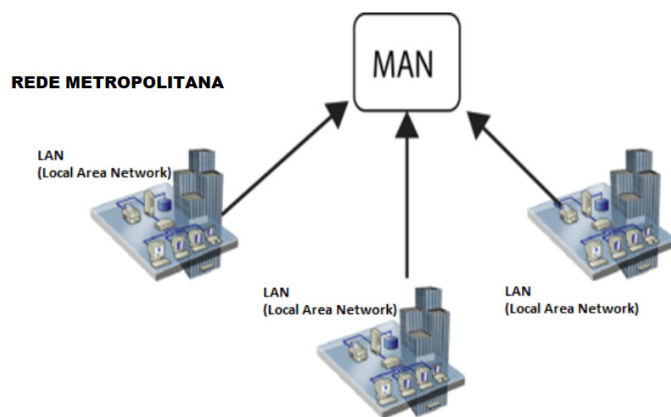 MAN
REDE METROPOLITANA
LAN
(Local Area Network)
LAN
(Local Area Network)
LAN
(Local Area Network)